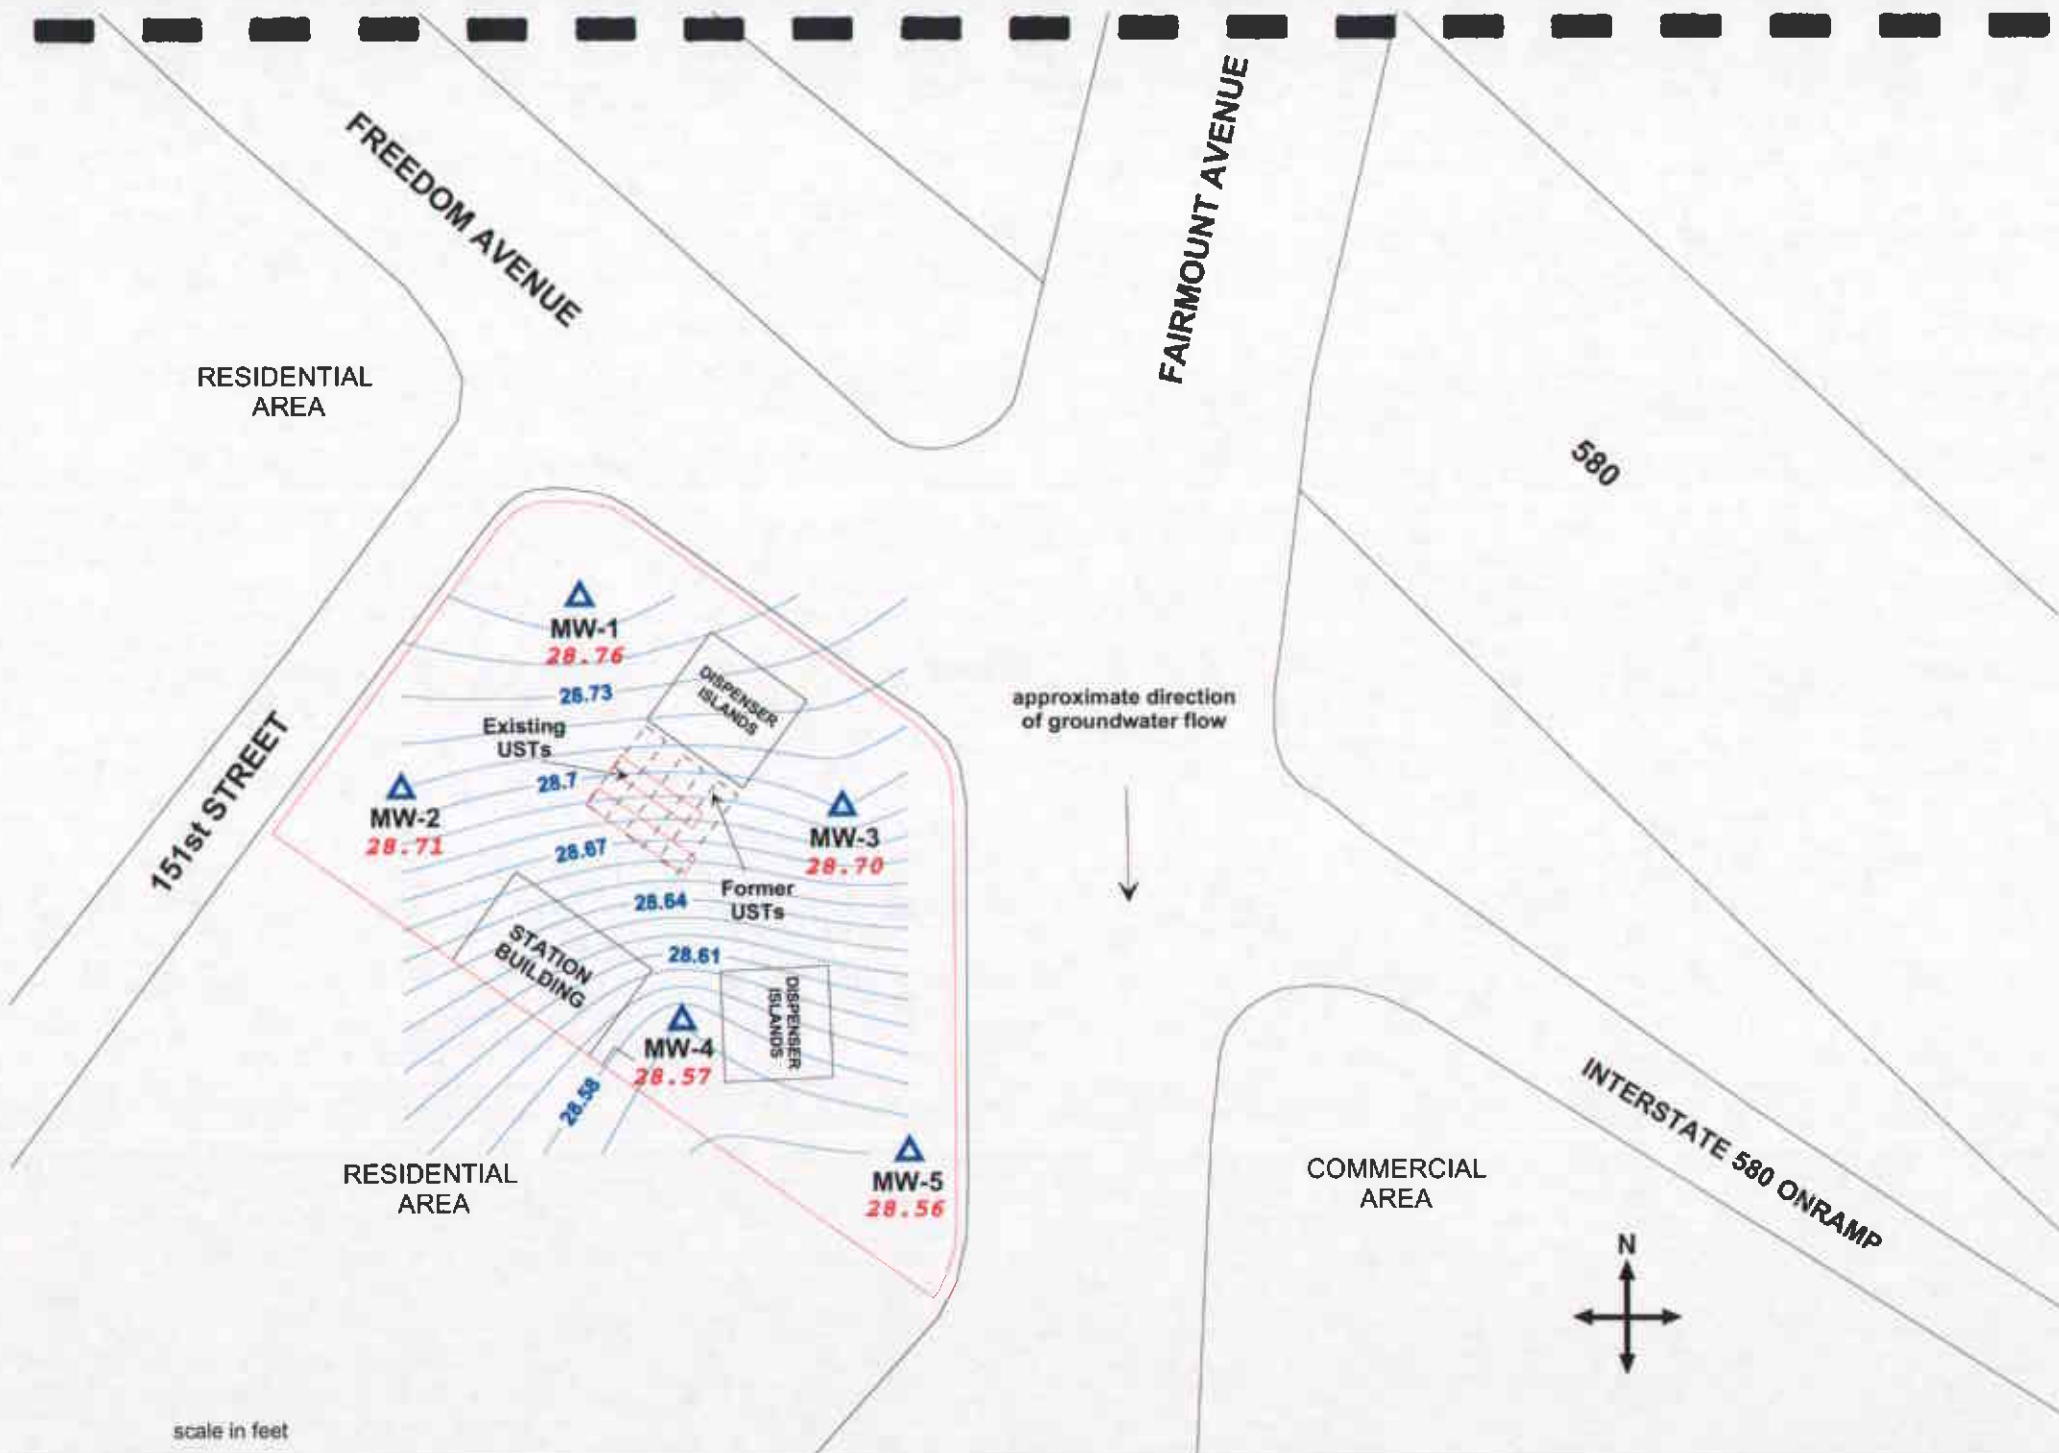 FREEDOM AVENUE
FAIRMOUNT AVENUE
RESIDENTIAL
AREA
580
151st STREET
MW-1
28.76
28.73
DISPENSER
ISLANDS
Existing
USTs
28.7
MW-2
28.71
MW-3
28.70
28.67
Former
USTs
28.64
STATION
BUILDING
28.61
DISPENSIER
ISLANDS
MW-4
28.57
28.58
approximate direction
of groundwater flow
RESIDENTIAL
AREA
MW-5
28.56
COMMERCIAL
AREA
INTERSTATE 580 ONRAMP
N
scale in feet